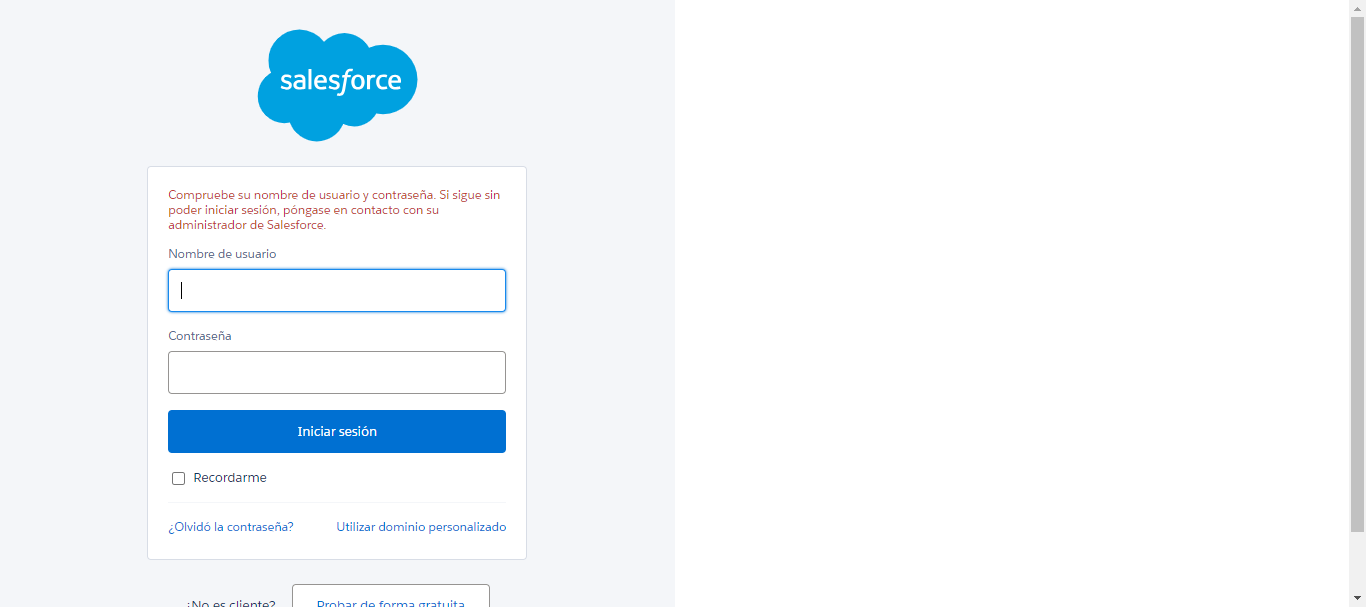 salesforce
Compruebe su nombre de usuario y contraseña. Si sigue sin
poder iniciar sesión, póngase en contacto con su
administrador de Salesforce.
Nombre de usuario
Contraseña
Iniciar sesión
Recordarme
¿Olvidó la contraseña? Utilizar dominio personalizado
¿No es cliente? Probar de forma gratuita